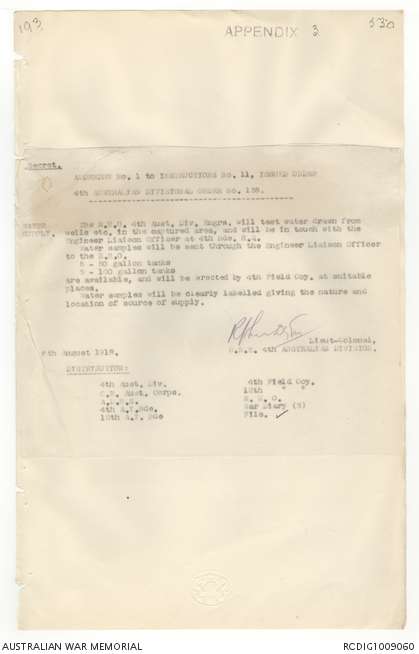 193
APPENDIX 3
530
Secret.
ADDENDUM No. 1 to INSTRUCTIONS No. 11, ISSUED UNDER
4th AUSTRALIAN DIVISIONAL ORDER No. 138.
WATER SUPPLY.
The R.S.O. 4th Aust. Div. Engrs. will test water drawn from
wells etc. in the captured area, and will be in touch with the
Engineer Liaison Officer at 4th Bde. H.Q.
Water samples will be sent through the Engineer Liaison Officer
to the R.S.O.
- 50 gallon tanks
- 100 gallon tanks
are available, and will be erected by 4th Field Coy. at suitable
places.
Water samples will be clearly labelled giving the nature and
location of source of supply.
Lieut-Colonel,
4th AUSTRALIAN DIVISION.
August 1918.
DISTRIBUTION:
4th Aust. Div.
C.E. Aust. Corps.
4th A.I.Bde.
12th A.I. Bde
4th Field Coy.
R. S. O.
War Diary (2)
File.
AUSTRALIAN WAR MEMORIAL
RCDIG1009060